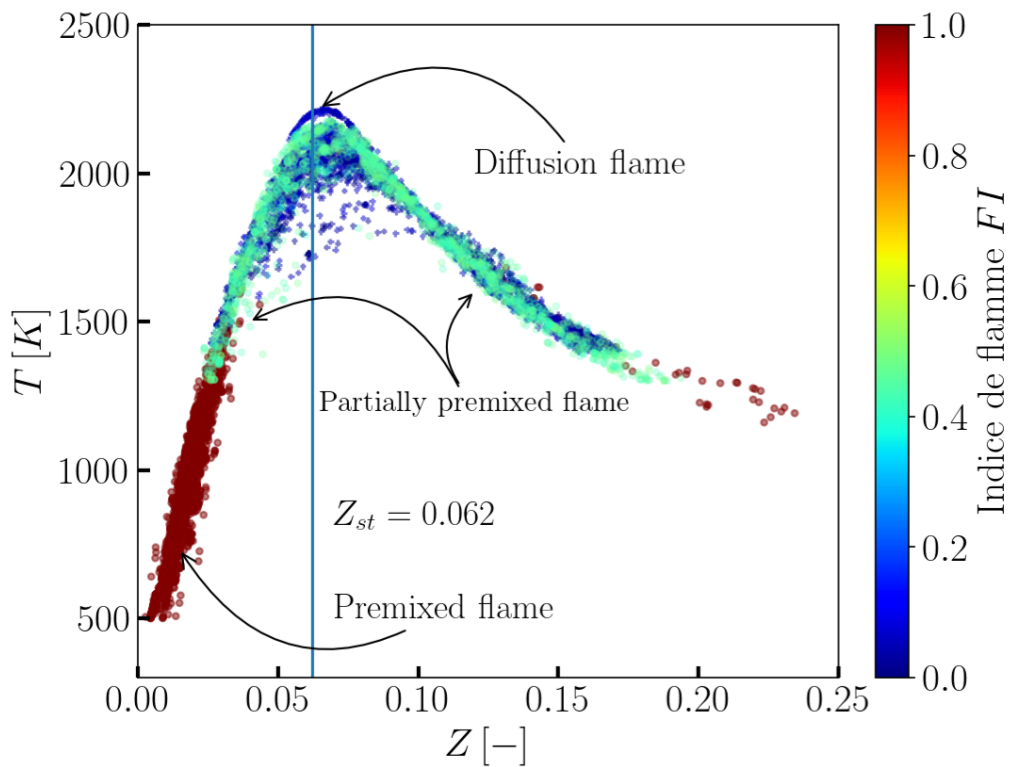 2500
2000
1500
1000
500
T [K]
Diffusion flame
Partially premixed flame
Z_{st} = 0.062
Premixed flame
0.00 0.05 0.10 0.15 0.20 0.25
Z [−]
1.0
0.8
0.6
0.4
0.2
0.0
Indice de flamme FI